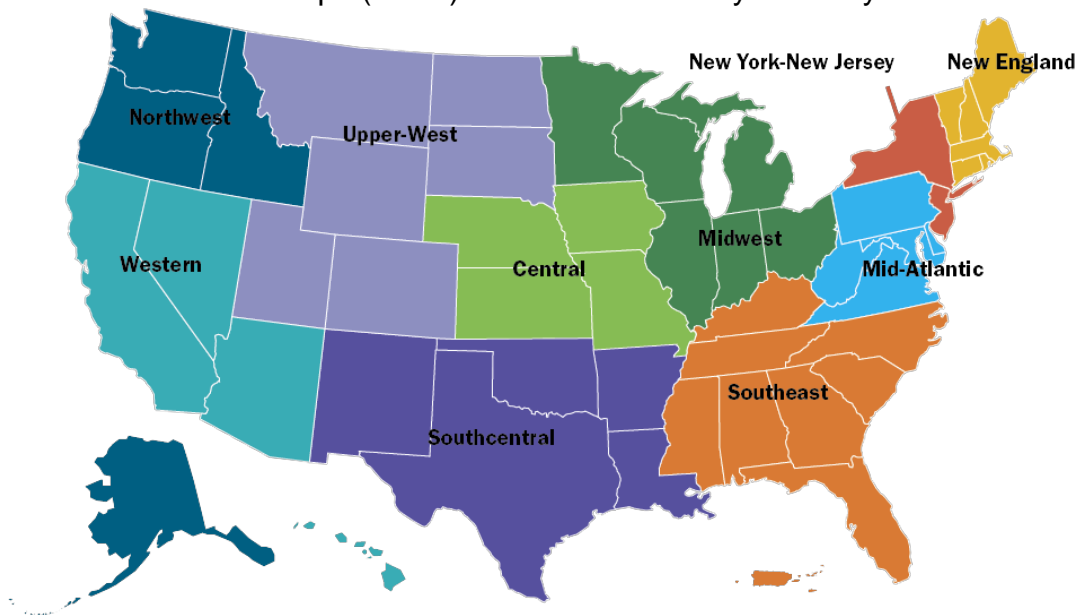 New York-New Jersey
New England
Northwest
Upper-West
Midwest
Western
Central
Mid-Atlantic
Southeast
Southcentral